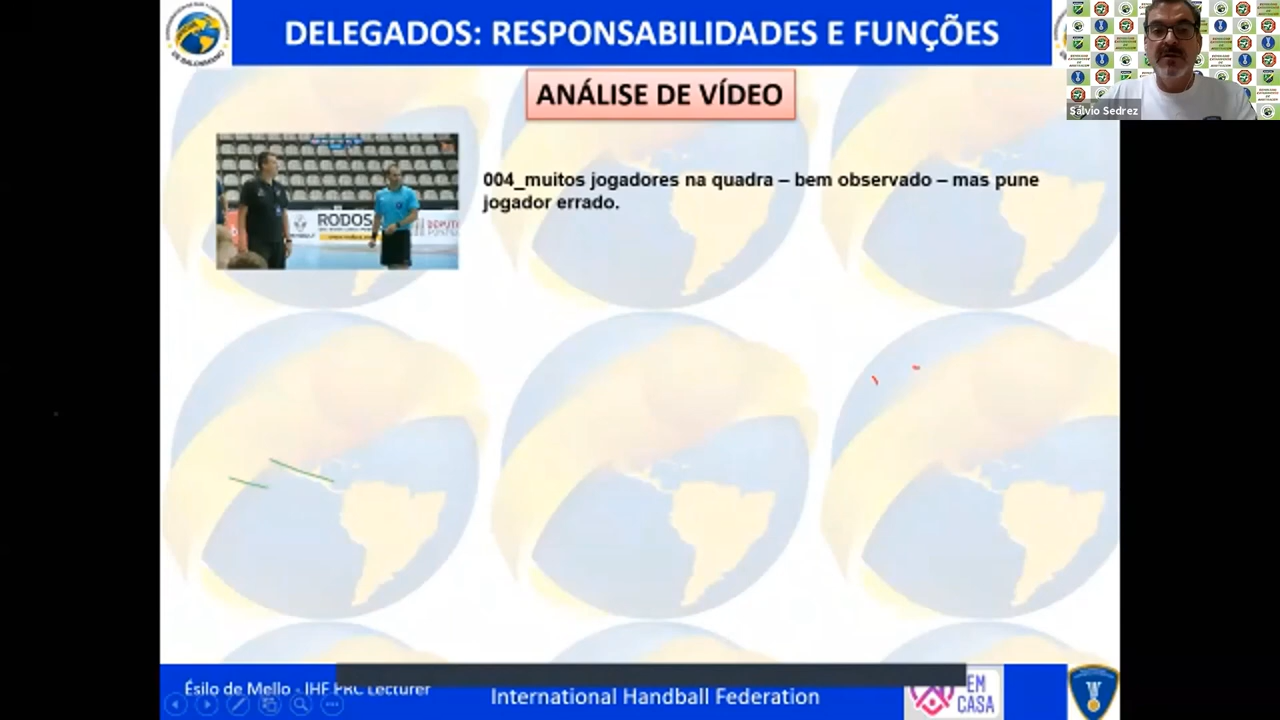 DELEGADOS: RESPONSABILIDADES E FUNÇÕES
ANÁLISE DE VÍDEO
Sálvio Sedrez
004_muitos jogadores na quadra – bem observado – mas pune
jogador errado.
RODOS
Ésilo de Mello - IHF PRC Lecturer
International Handball Federation
EM
CASA